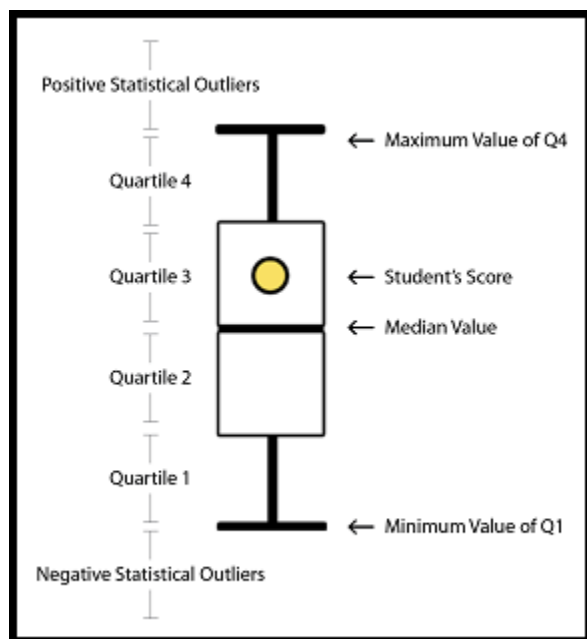 Positive Statistical Outliers
Maximum Value of Q4
Quartile 4
Quartile 3
Student's Score
Median Value
Quartile 2
Quartile 1
Minimum Value of Q1
Negative Statistical Outliers